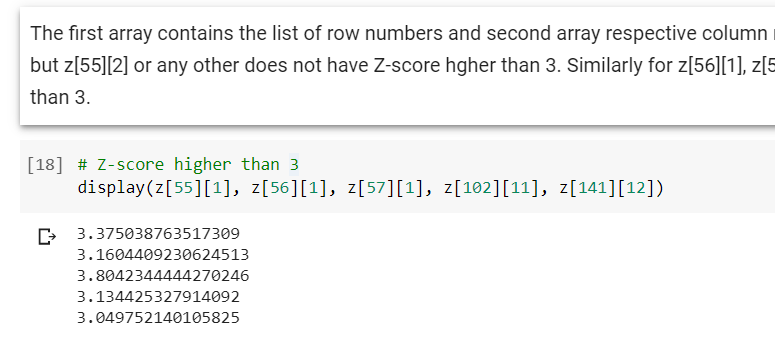 The first array contains the list of row numbers and second array respective column
but z[55][2] or any other does not have Z-score hgher than 3. Similarly for z[56][1], z[5
than 3.
[18] # Z-score higher than 3
display(z[55][1], z[56][1], z[57][1], z[102][11], z[141][12])
3.375038763517309
3.1604409230624513
3.8042344444270246
3.134425327914092
3.049752140105825